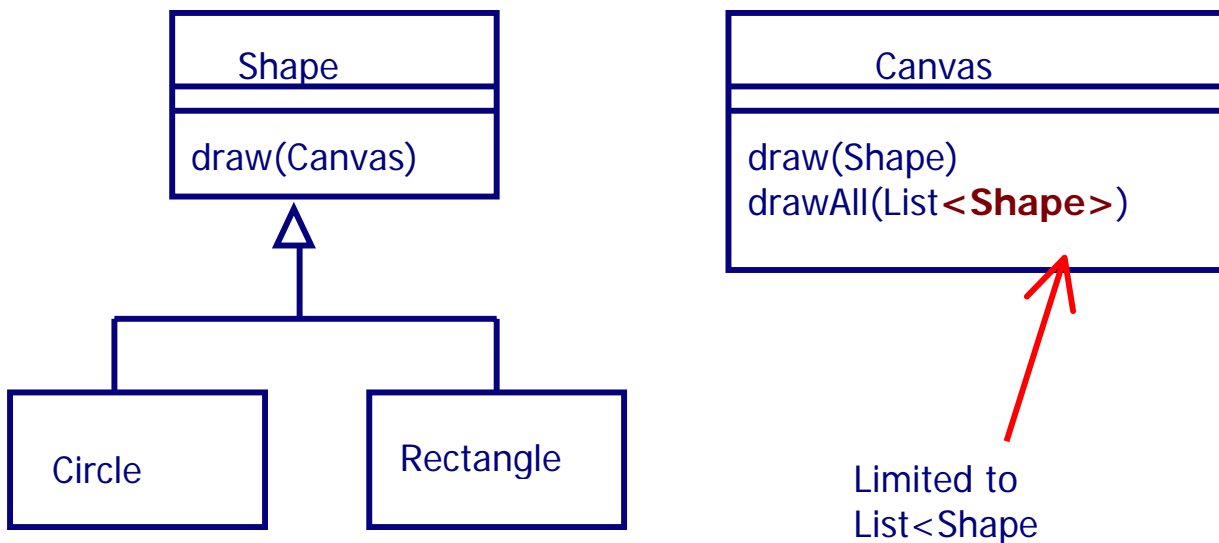 Shape
draw(Canvas)
Circle
Rectangle
Canvas
draw(Shape)
drawAll(List<Shape>)
Limited to
List<Shape